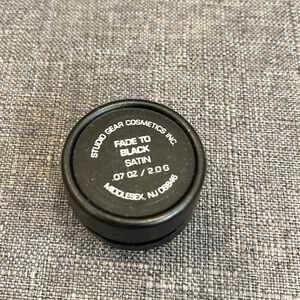 STUDIO GEAR COSMETICS INC.
FADE TO
BLACK
SATIN
.07 OZ / 2.0 G
MIDDLESEX, NJ 08846